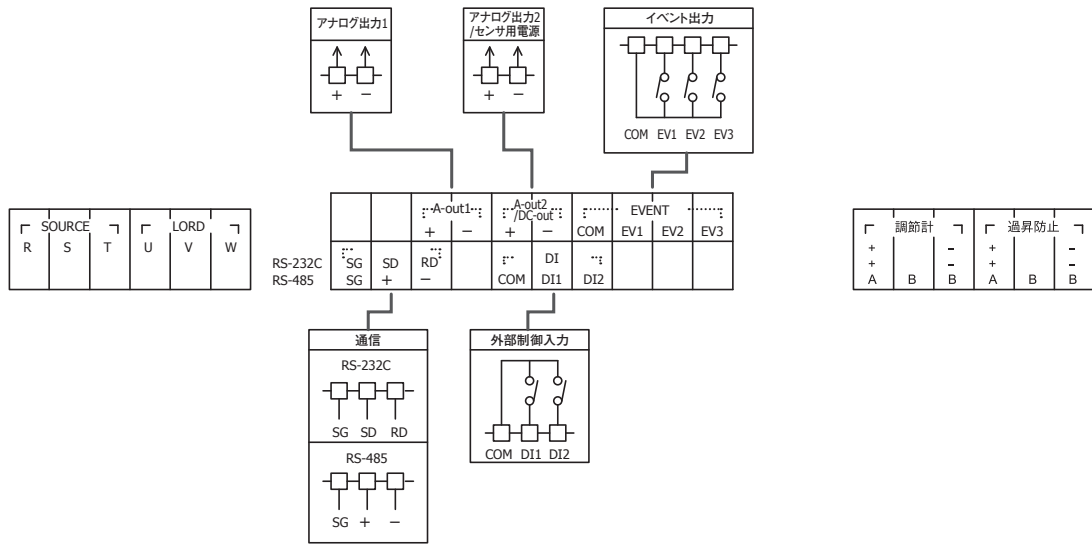 アナログ出力1
+ −
アナログ出力2
/センサ用電源
+ −
イベント出力
COM EV1 EV2 EV3
SOURCE LORD
R S T U V W
A-out1 A-out2 EVENT
/DC-out
+ − + − COM EV1 EV2 EV3
RS-232C SG SD RD DI
RS-485 SG + − COM DI1 DI2
調節計 過昇防止
+ − + −
+ − + −
A B B A B B
通信
RS-232C
SG SD RD
RS-485
SG + −
外部制御入力
COM DI1 DI2